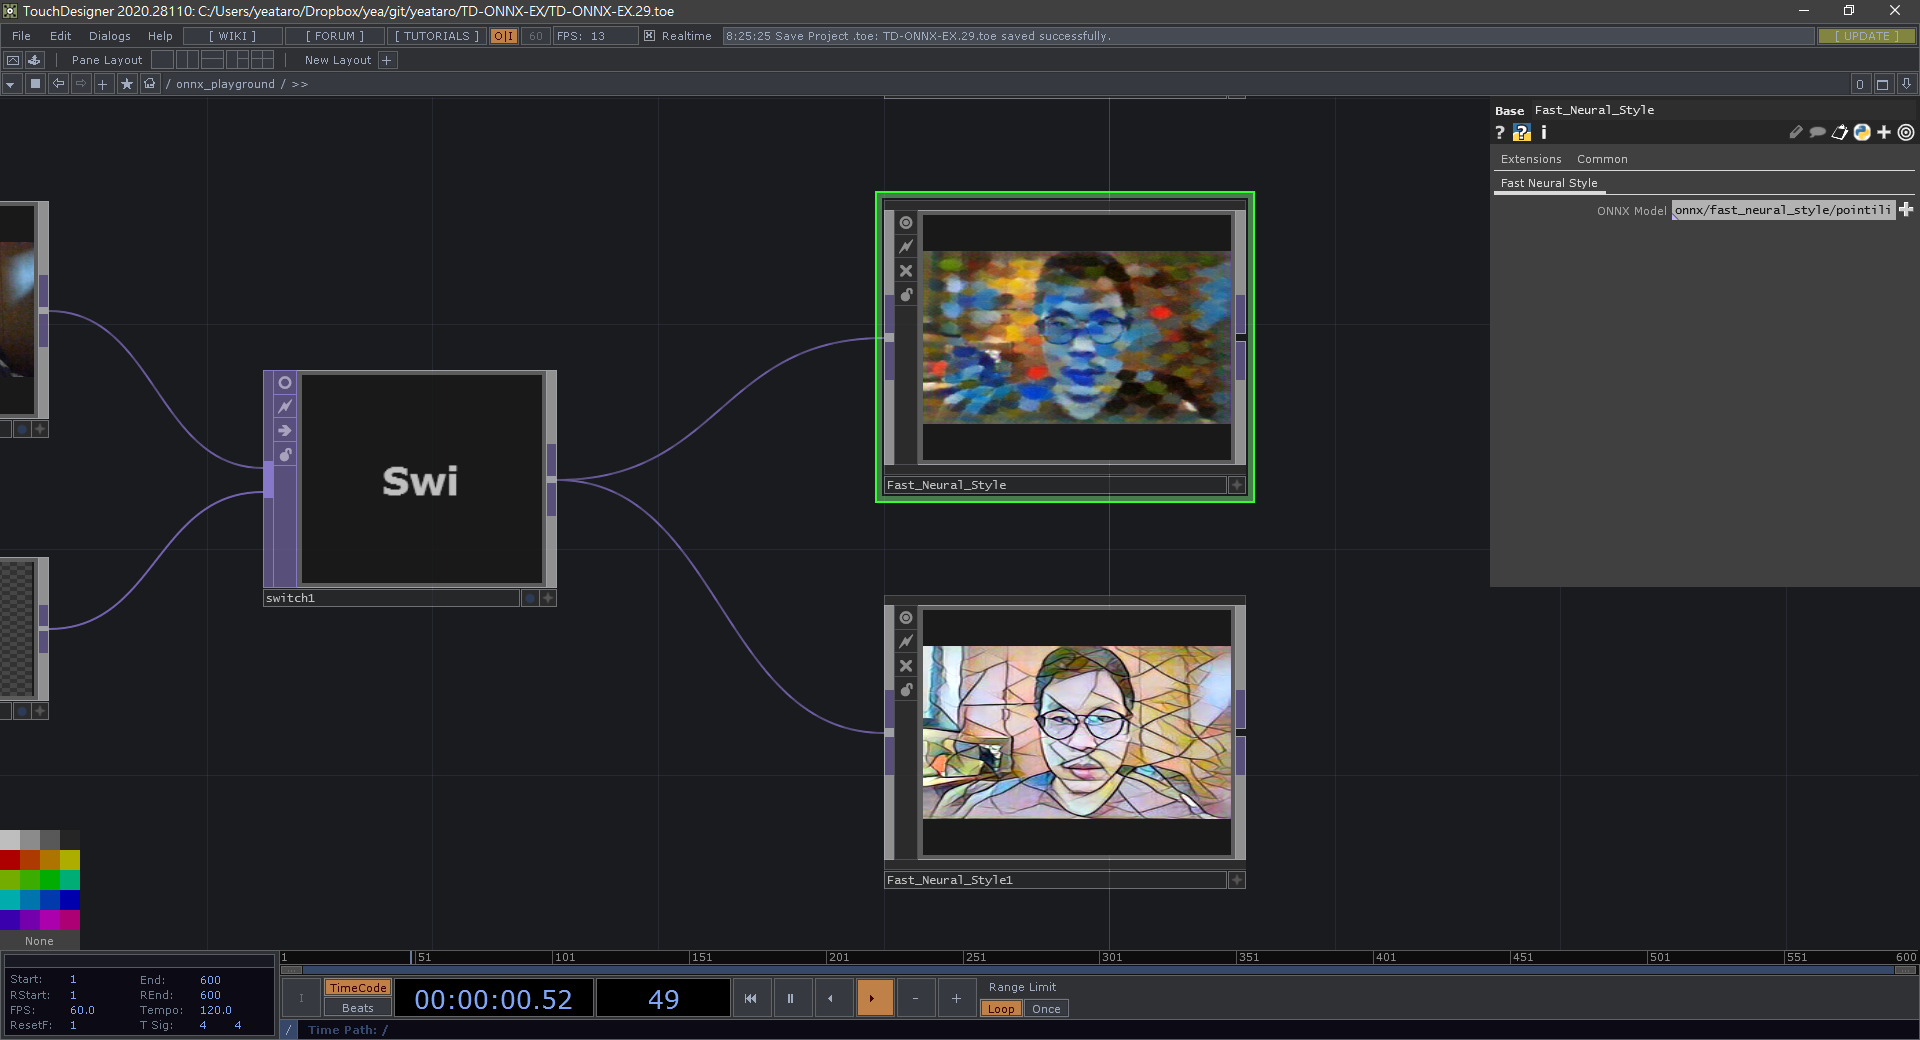 TouchDesigner 2020.28110: C:/Users/yeataro/Dropbox/yea/git/yeataro/TD-ONNX-EX/TD-ONNX-EX.29.toe
File Edit Dialogs Help [ WIKI ] [ FORUM ] [ TUTORIALS ] O|I 60 FPS: 13 Realtime 8:25:25 Save Project .toe: TD-ONNX-EX.29.toe saved successfully. [ UPDATE ]
Pane Layout New Layout +
/ onnx_playground / >> 0
Base Fast_Neural_Style
? ? i
Extensions Common
Fast Neural Style
ONNX Model onnx/fast_neural_style/pointili
Swi
Fast_Neural_Style
switch1
Fast_Neural_Style1
None
1 51 101 151 201 251 301 351 401 451 501 551 600
Start: 1 End: 600
RStart: 1 REnd: 600
FPS: 60.0 Tempo: 120.0
ResetF: 1 T Sig: 4 4
TimeCode
Beats
00:00:00.52
49
- +
Range Limit
Loop Once
/ Time Path: /